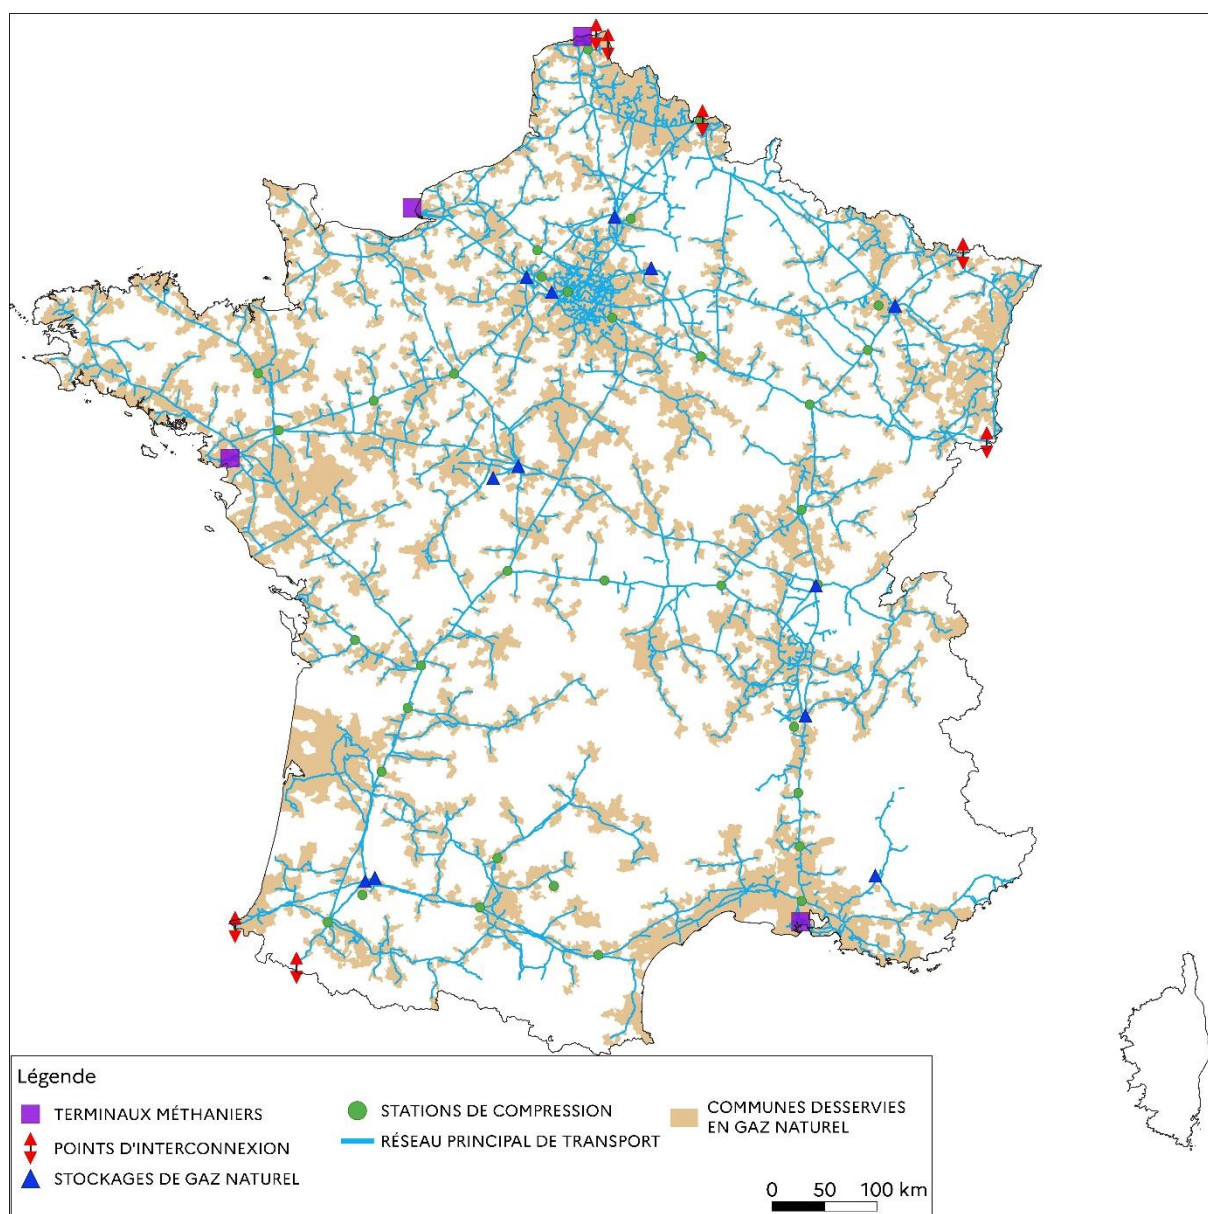 Légende
TERMINAUX MÉTHANIERS
POINTS D'INTERCONNEXION
STOCKAGES DE GAZ NATUREL
STATIONS DE COMPRESSION
RÉSEAU PRINCIPAL DE TRANSPORT
COMMUNES DESSERVIES
EN GAZ NATUREL
0 50 100 km